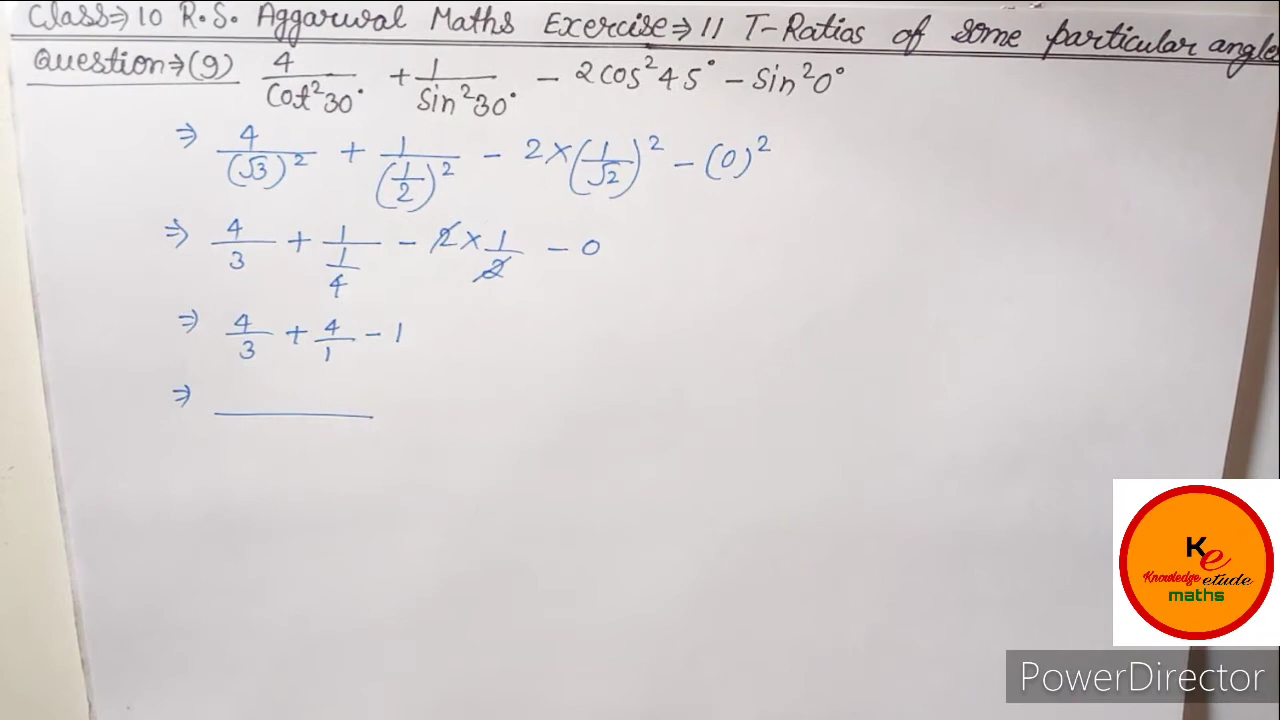 Class⇒ 10 R.S. Aggarwal Maths Exercise⇒ 11 T-Ratios of some particular angles
Question⇒(9) 4/Cot²30° + 1/Sin²30° - 2Cos²45° - Sin²0°
⇒ 4/(√3)² + 1/(1/2)² - 2×(1/√2)² - (0)²
⇒ 4/3 + 1/(1/4) - 2×1/2 - 0
⇒ 4/3 + 4/1 - 1
⇒
Ke
Knowledge etude
maths
PowerDirector